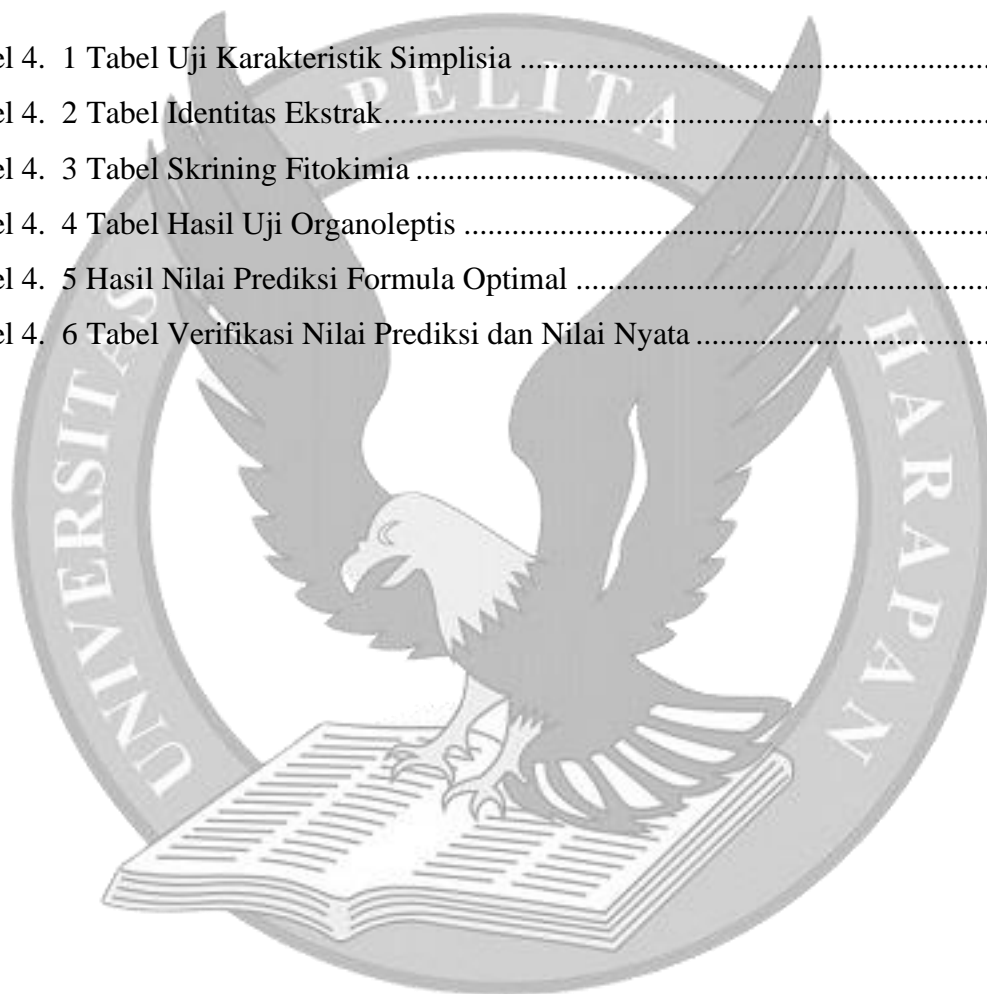 el 4.  1 Tabel Uji Karakteristik Simplisia ..........................................................
el 4.  2 Tabel Identitas Ekstrak...........................................................................
el 4.  3 Tabel Skrining Fitokimia .......................................................................
el 4.  4 Tabel Hasil Uji Organoleptis .................................................................
el 4.  5 Hasil Nilai Prediksi Formula Optimal ...................................................
el 4.  6 Tabel Verifikasi Nilai Prediksi dan Nilai Nyata ....................................
UNIVERSITAS PELITA HARAPAN